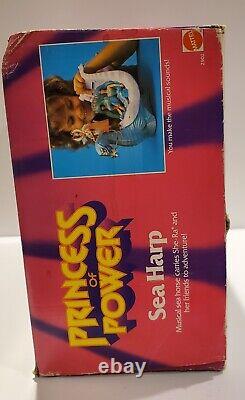 PRINCESS
OF
POWER
Sea Harp
Musical sea horse carries She-Ra® and
her friends to adventure!
You make the musical sounds!
MATTEL
ebay